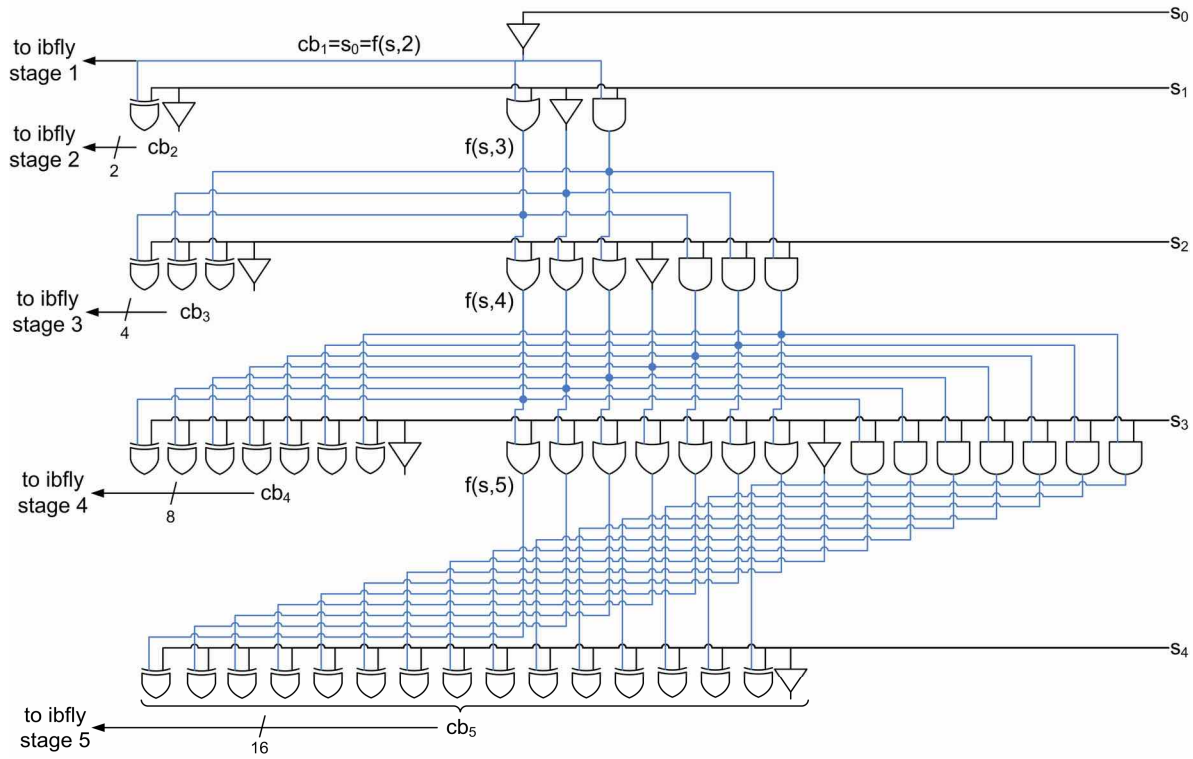 s₀
cb₁=s₀=f(s,2)
to ibfly
stage 1
s₁
to ibfly
stage 2
2
cb₂
f(s,3)
s₂
to ibfly
stage 3
4
cb₃
f(s,4)
s₃
to ibfly
stage 4
8
cb₄
f(s,5)
s₄
to ibfly
stage 5
16
cb₅